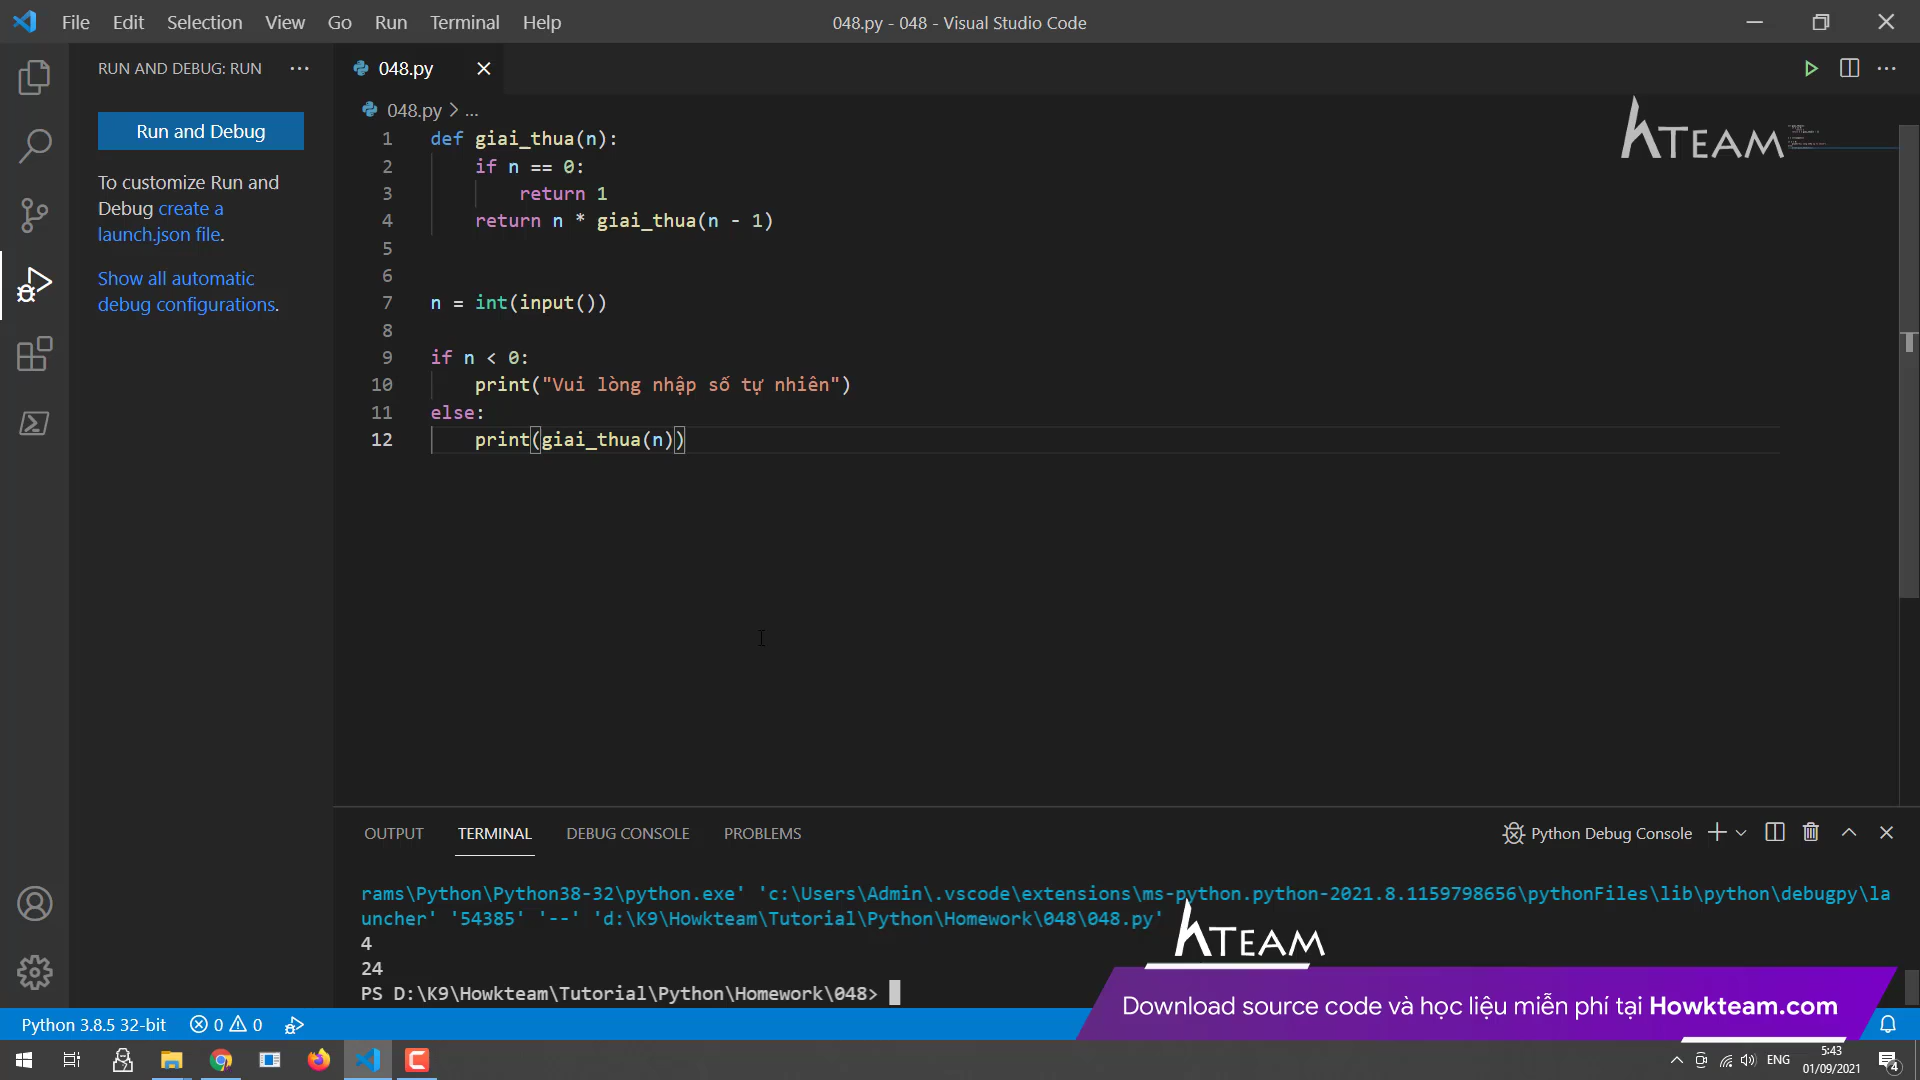 File Edit Selection View Go Run Terminal Help
048.py - 048 - Visual Studio Code
RUN AND DEBUG: RUN
048.py
Run and Debug
To customize Run and
Debug create a
launch.json file.
Show all automatic
debug configurations.
048.py > ...
1 def giai_thua(n):
2 if n == 0:
3 return 1
4 return n * giai_thua(n - 1)
5
6
7 n = int(input())
8
9 if n < 0:
10 print("Vui lòng nhập số tự nhiên")
11 else:
12 print(giai_thua(n))
hTEAM
OUTPUT TERMINAL DEBUG CONSOLE PROBLEMS
Python Debug Console
rams\Python\Python38-32\python.exe' 'c:\Users\Admin\.vscode\extensions\ms-python.python-2021.8.1159798656\pythonFiles\lib\python\debugpy\la
uncher' '54385' '--' 'd:\K9\Howkteam\Tutorial\Python\Homework\048\048.py'
4
24
PS D:\K9\Howkteam\Tutorial\Python\Homework\048>
hTEAM
Download source code và học liệu miễn phí tại Howkteam.com
Python 3.8.5 32-bit 0 0
ENG
5:43
01/09/2021
4